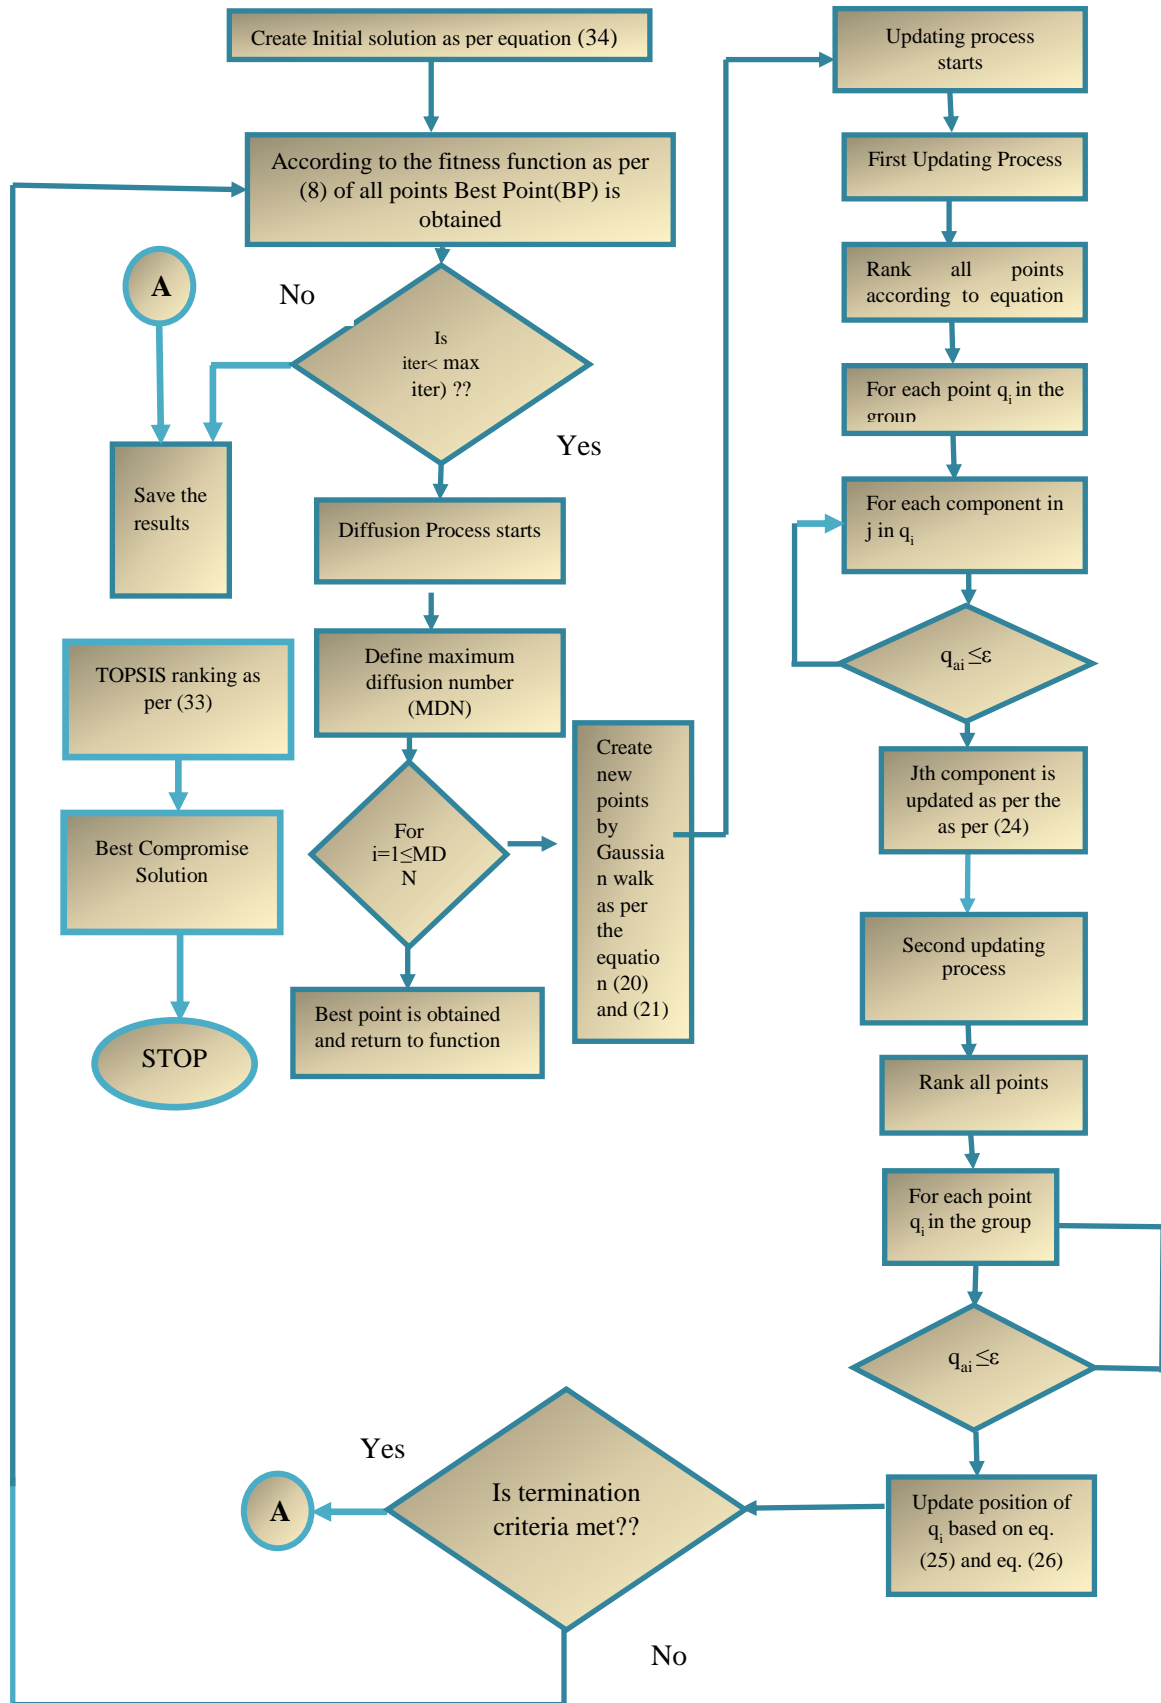 Create Initial solution as per equation (34)
According to the fitness function as per
(8) of all points Best Point(BP) is
obtained
A
No
Is
iter< max
iter) ??
Yes
Save the
results
Diffusion Process starts
TOPSIS ranking as
per (33)
Define maximum
diffusion number
(MDN)
Best Compromise
Solution
For
i=1≤MD
N
STOP
Best point is obtained
and return to function
Create
new
points
by
Gaussia
n walk
as per
the
equatio
n (20)
and (21)
Updating process
starts
First Updating Process
Rank all points
according to equation
For each point qi in the
group
For each component in
j in qi
qai ≤ε
Jth component is
updated as per the
as per (24)
Second updating
process
Rank all points
For each point
qi in the group
qai ≤ε
Update position of
qi based on eq.
(25) and eq. (26)
Is termination
criteria met??
Yes
A
No